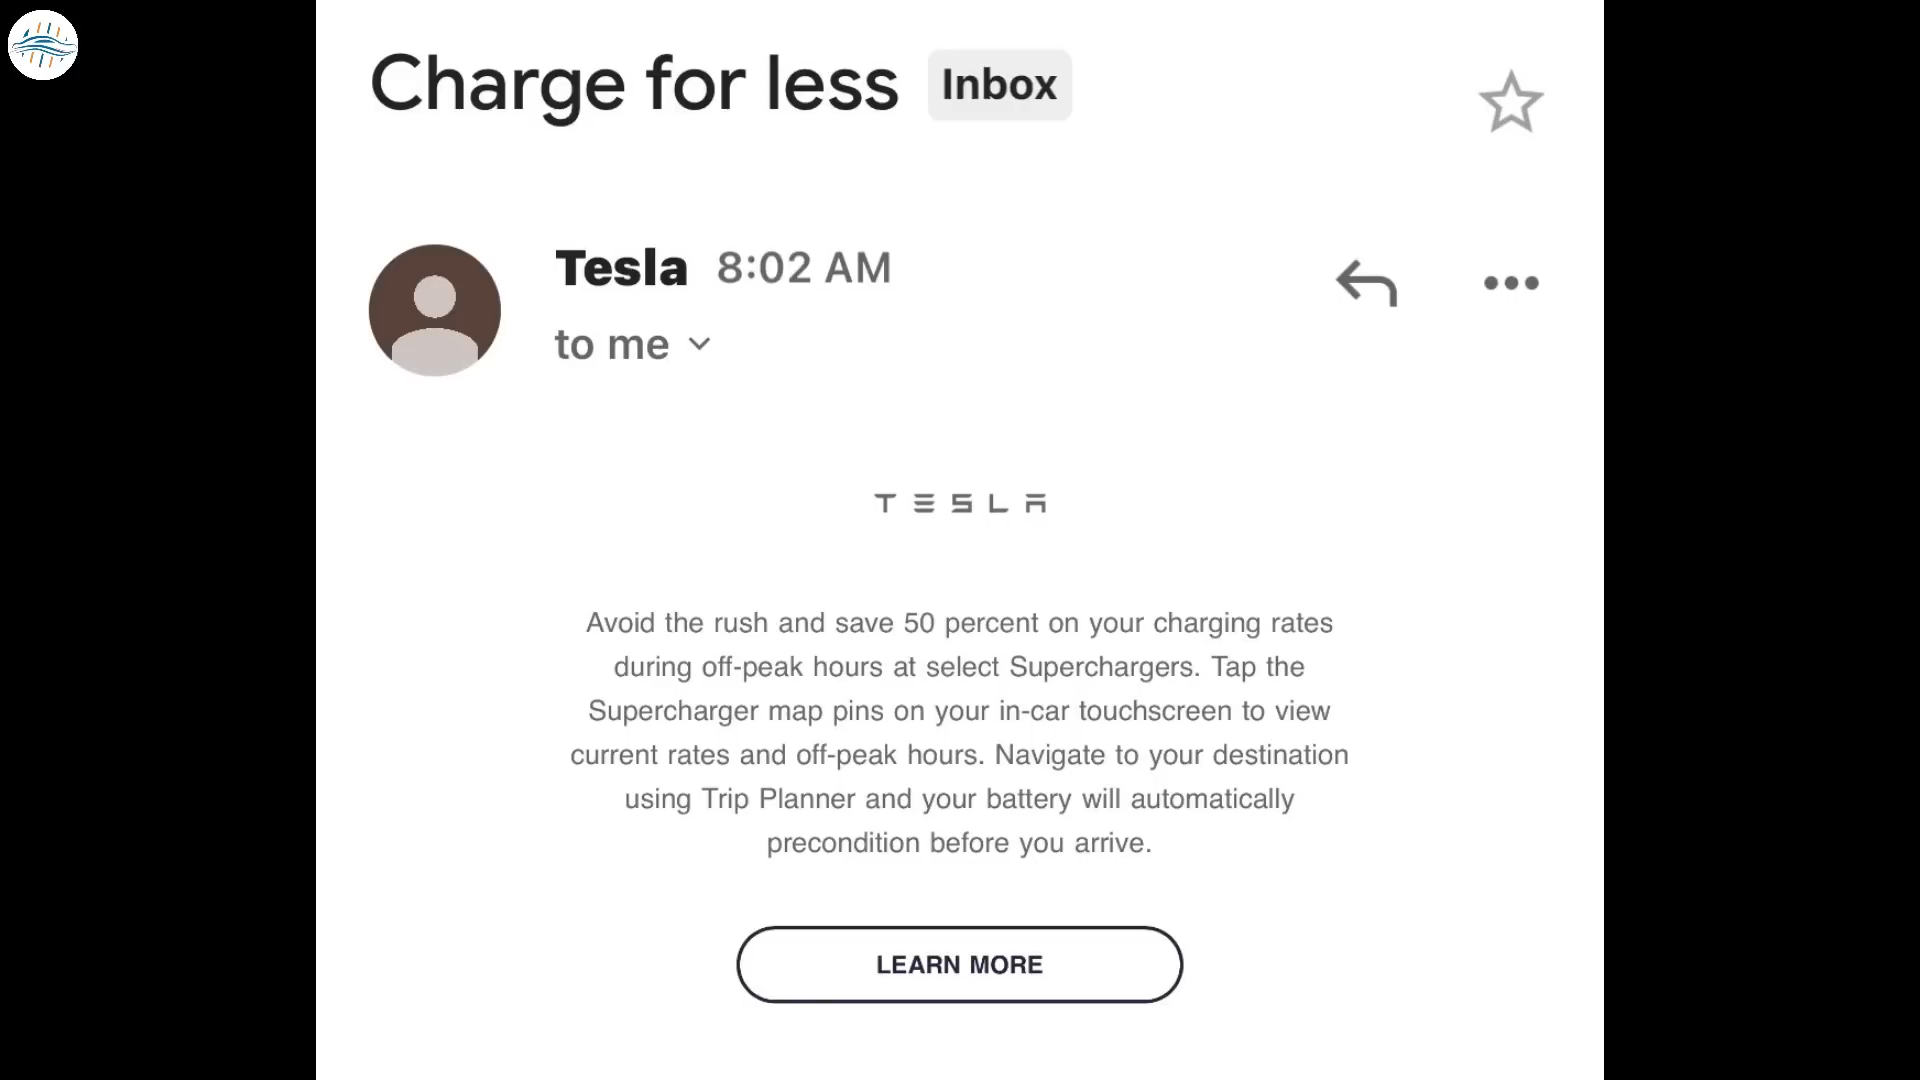 Charge for less Inbox
Tesla 8:02 AM
to me
TESLA
Avoid the rush and save 50 percent on your charging rates
during off-peak hours at select Superchargers. Tap the
Supercharger map pins on your in-car touchscreen to view
current rates and off-peak hours. Navigate to your destination
using Trip Planner and your battery will automatically
precondition before you arrive.
LEARN MORE